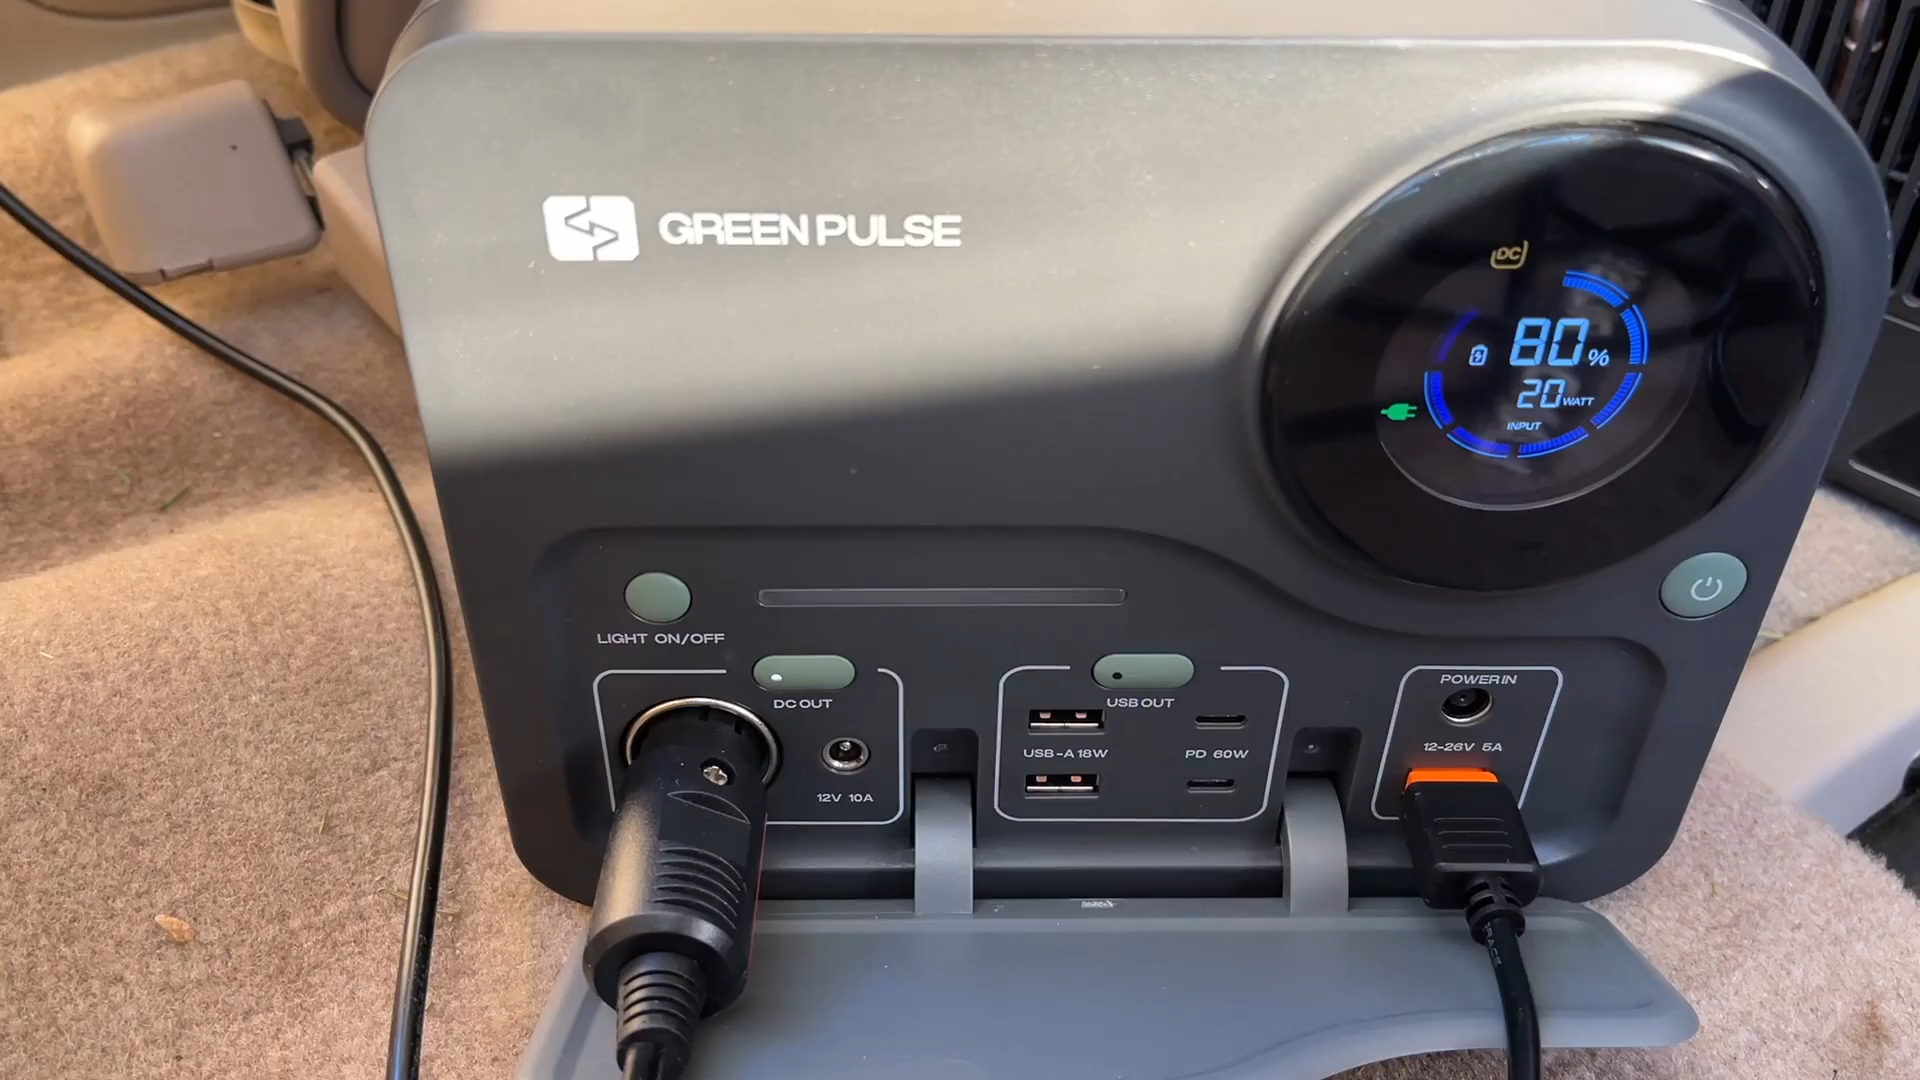 GREEN PULSE
DC
80%
20 WATT
INPUT
LIGHT ON/OFF
DC OUT
12V 10A
USB OUT
USB-A 18W
PD 60W
POWER IN
12-26V 5A